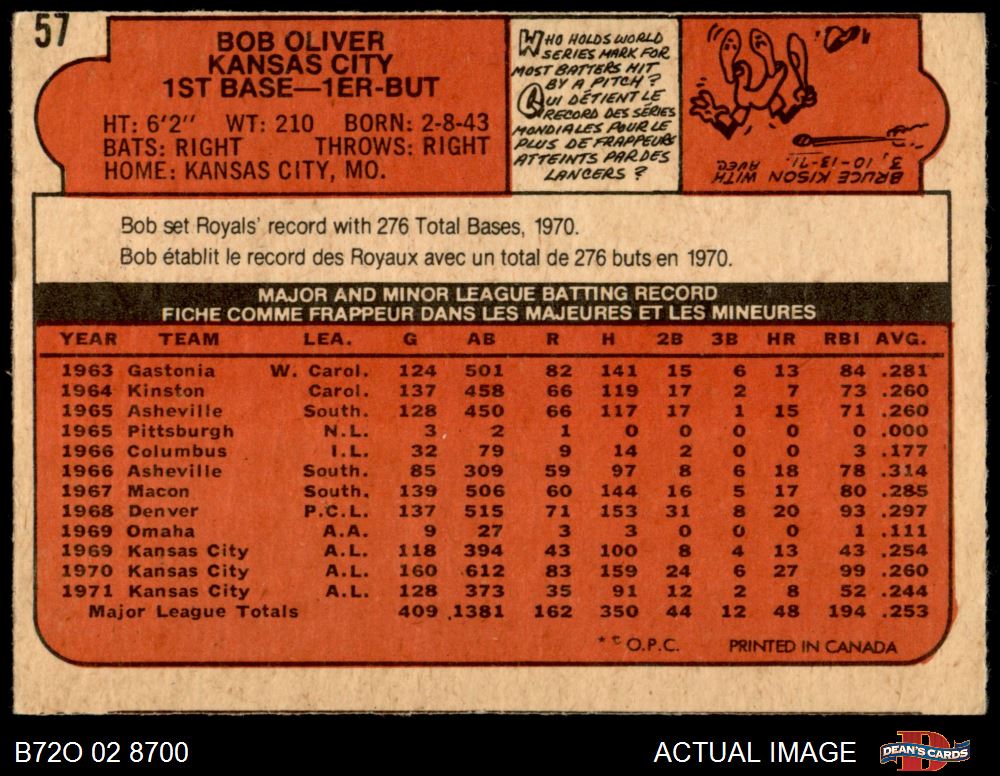 57
BOB OLIVER
KANSAS CITY
1ST BASE—1ER-BUT
HT: 6'2" WT: 210 BORN: 2-8-43
BATS: RIGHT THROWS: RIGHT
HOME: KANSAS CITY, MO.
WHO HOLDS WORLD
SERIES MARK FOR
MOST BATTERS HIT
BY A PITCH?
QUI DÉTIENT LE
RECORD DES SÉRIES
MONDIALES POUR LE
PLUS DE FRAPPEURS
ATTEINTS PAR DES
LANCERS?
BRUCE KISON WITH
3, 10-13-71. AVEC
Bob set Royals' record with 276 Total Bases, 1970.
Bob établit le record des Royaux avec un total de 276 buts en 1970.
MAJOR AND MINOR LEAGUE BATTING RECORD
FICHE COMME FRAPPEUR DANS LES MAJEURES ET LES MINEURES
YEAR TEAM LEA. G AB R H 2B 3B HR RBI AVG.
1963 Gastonia W. Carol. 124 501 82 141 15 6 13 84 .281
1964 Kinston Carol. 137 458 66 119 17 2 7 73 .260
1965 Asheville South. 128 450 66 117 17 1 15 71 .260
1965 Pittsburgh N.L. 3 2 1 0 0 0 0 0 .000
1966 Columbus I.L. 32 79 9 14 2 0 0 3 .177
1966 Asheville South. 85 309 59 97 8 6 18 78 .314
1967 Macon South. 139 506 60 144 16 5 17 80 .285
1968 Denver P.C.L. 137 515 71 153 31 8 20 93 .297
1969 Omaha A.A. 9 27 3 3 0 0 0 1 .111
1969 Kansas City A.L. 118 394 43 100 8 4 13 43 .254
1970 Kansas City A.L. 160 612 83 159 24 6 27 99 .260
1971 Kansas City A.L. 128 373 35 91 12 2 8 52 .244
Major League Totals 409 1381 162 350 44 12 48 194 .253
*© O.P.C. PRINTED IN CANADA
B72O 02 8700
ACTUAL IMAGE
DEAN'S CARDS